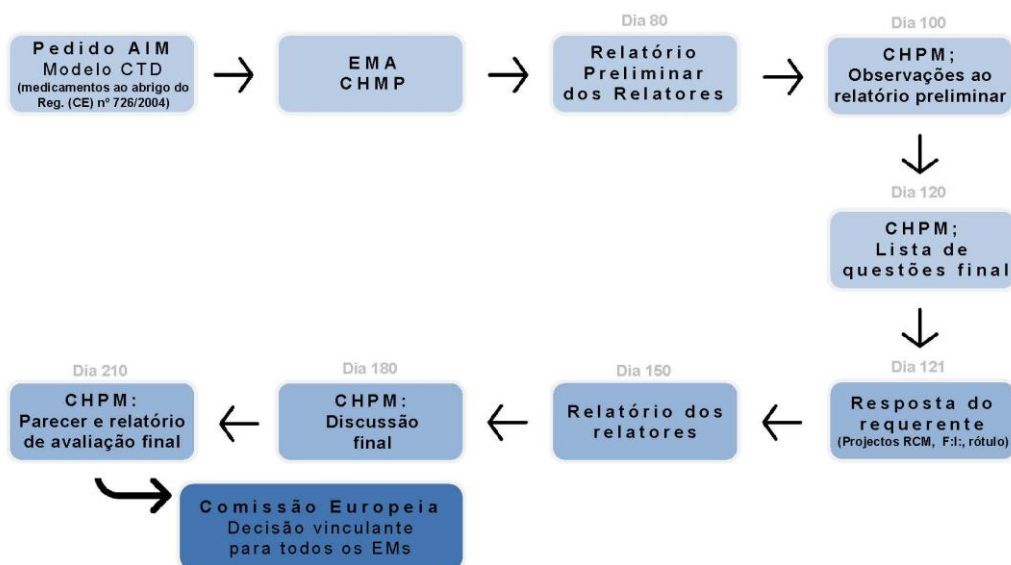 Pedido AIM
Modelo CTD
(medicamentos ao abrigo do
Reg. (CE) nº 726/2004)
EMA
CHMP
Dia 80
Relatório
Preliminar
dos Relatores
Dia 100
CHPM;
Observações ao
relatório preliminar
Dia 120
CHPM;
Lista de
questões final
Dia 121
Resposta do
requerente
(Projectos RCM, F:I:, rótulo)
Dia 150
Relatório dos
relatores
Dia 180
CHPM:
Discussão
final
Dia 210
CHPM:
Parecer e relatório
de avaliação final
Comissão Europeia
Decisão vinculante
para todos os EMs